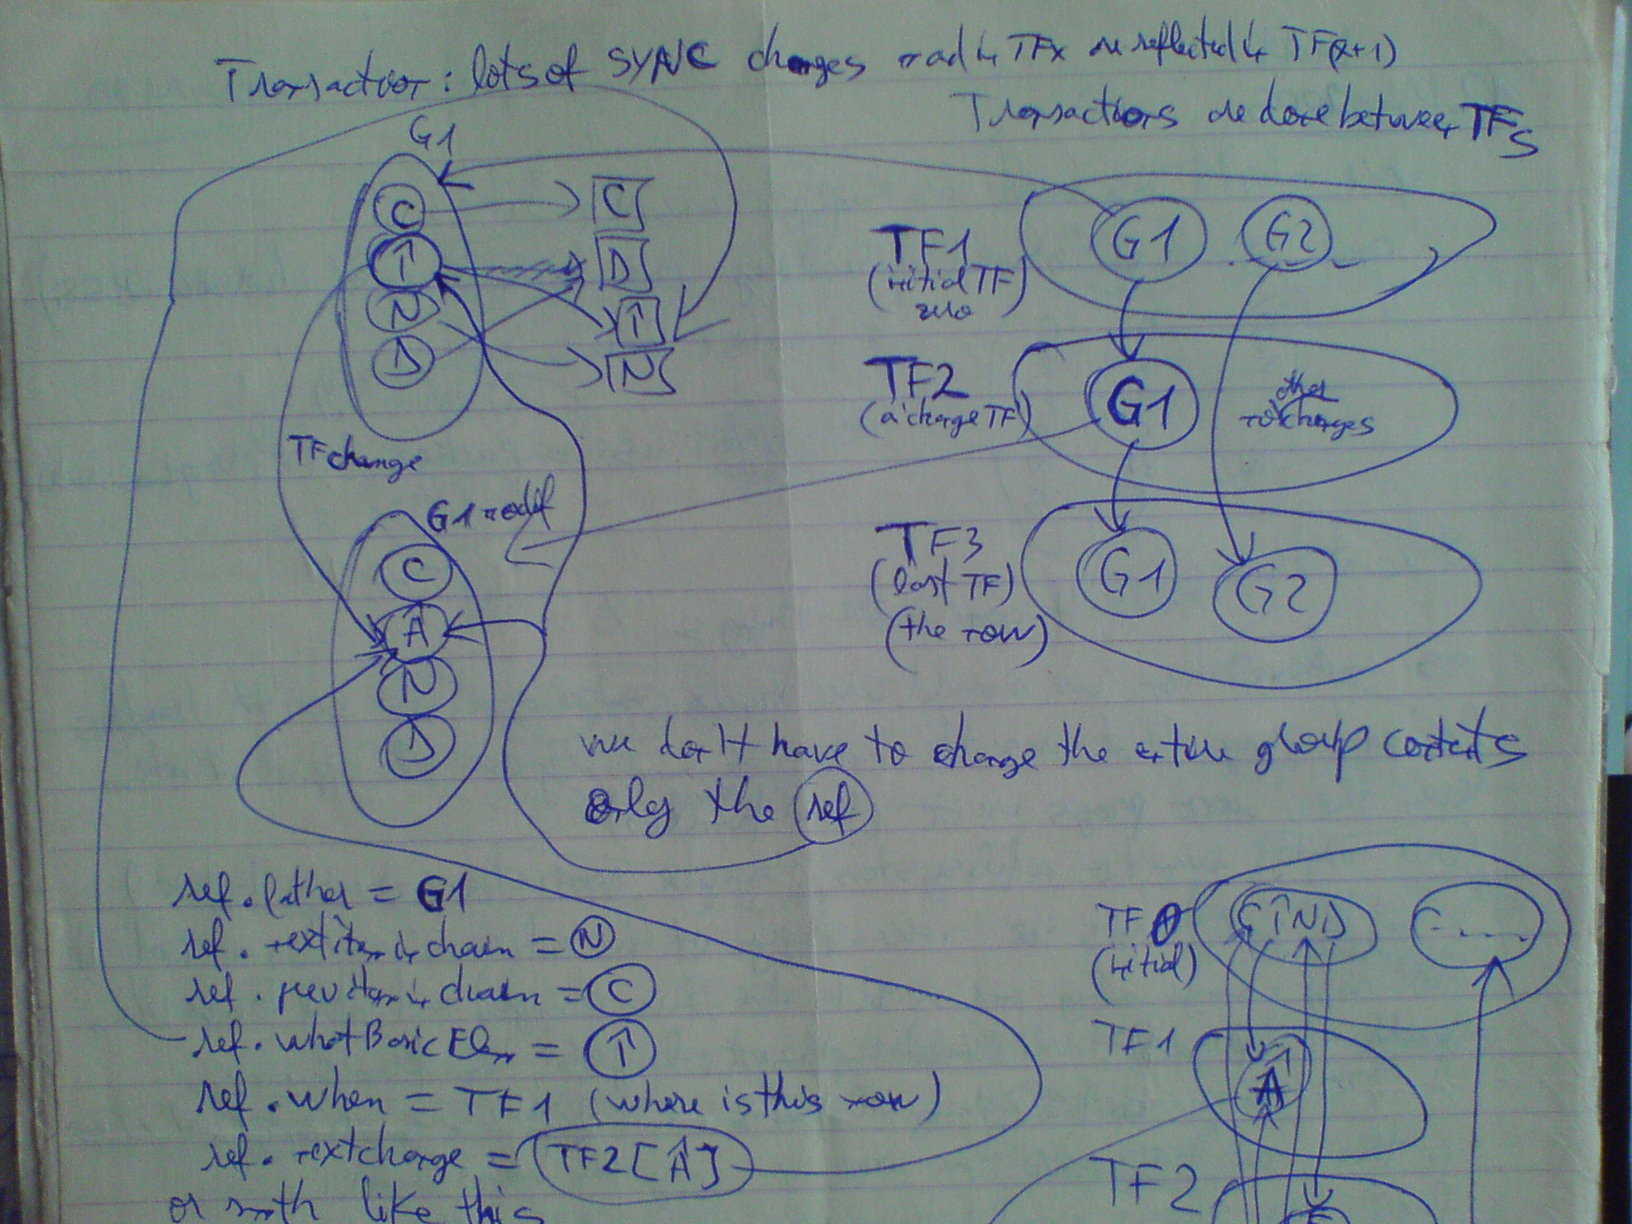 Transaction: lots of SYNC changes mad in TFx are reflected in TF(x+1)
Transactions are done between TFs
G1
C
T
N
D
C
D
T
N
TF1
(initial TF)
zero
G1 G2
TF2
(a change TF)
G1
other
no changes
TF change
G1 modif
C
A
N
D
TF3
(last TF)
(the now)
G1 G2
we don't have to change the entire group contents
only the ref
ref. father = G1
ref. next item in chain = N
ref. prev item in chain = C
ref. what Basic Elem = T
ref. when = TF1 (where is this now)
ref. next change = TF2[A]
or smth like this
TF0
(initial)
CTND
C.....
TF1
A
TF2